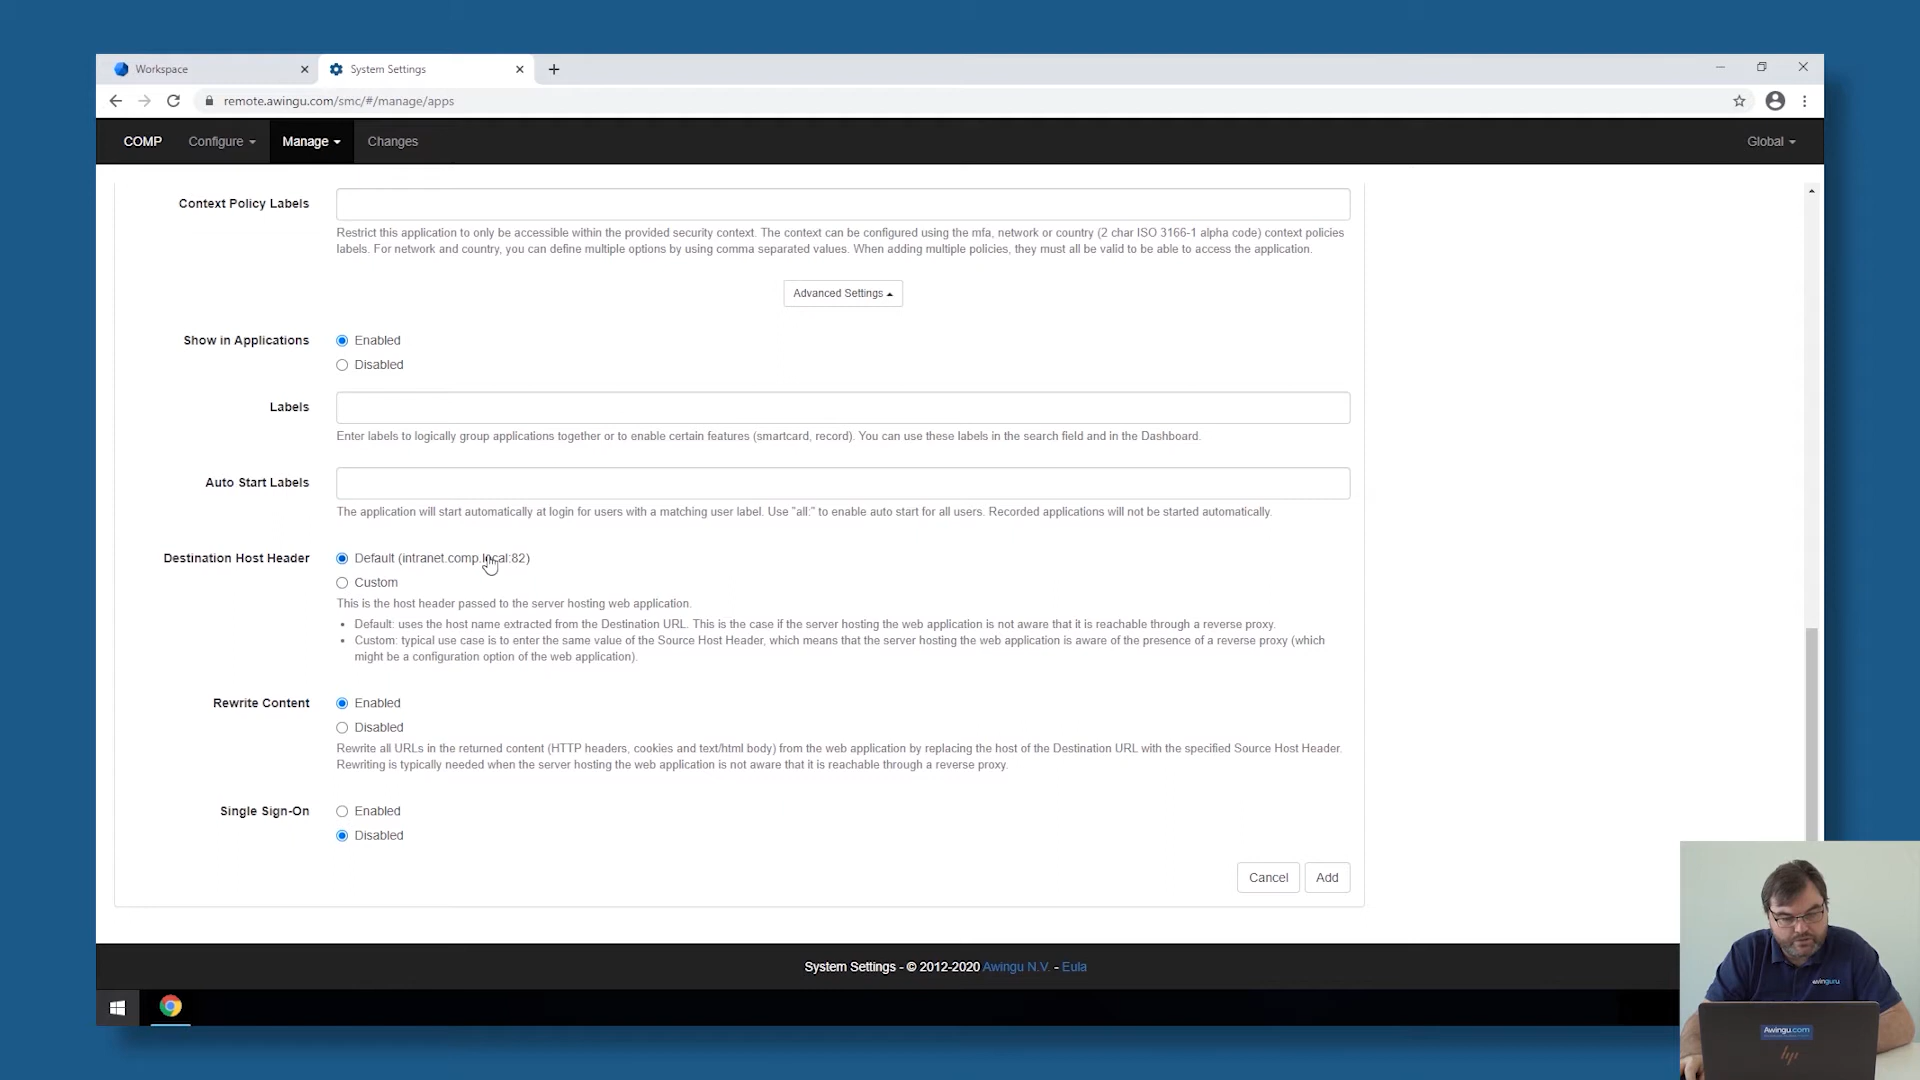 Workspace
System Settings
remote.awingu.com/smc/#/manage/apps
COMP Configure Manage Changes Global
Context Policy Labels
Restrict this application to only be accessible within the provided security context. The context can be configured using the mfa, network or country (2 char ISO 3166-1 alpha code) context policies
labels. For network and country, you can define multiple options by using comma separated values. When adding multiple policies, they must all be valid to be able to access the application.
Advanced Settings
Show in Applications
Enabled
Disabled
Labels
Enter labels to logically group applications together or to enable certain features (smartcard, record). You can use these labels in the search field and in the Dashboard.
Auto Start Labels
The application will start automatically at login for users with a matching user label. Use "all:" to enable auto start for all users. Recorded applications will not be started automatically.
Destination Host Header
Default (intranet.comp.local:82)
Custom
This is the host header passed to the server hosting web application.
• Default: uses the host name extracted from the Destination URL. This is the case if the server hosting the web application is not aware that it is reachable through a reverse proxy.
• Custom: typical use case is to enter the same value of the Source Host Header, which means that the server hosting the web application is aware of the presence of a reverse proxy (which
might be a configuration option of the web application).
Rewrite Content
Enabled
Disabled
Rewrite all URLs in the returned content (HTTP headers, cookies and text/html body) from the web application by replacing the host of the Destination URL with the specified Source Host Header.
Rewriting is typically needed when the server hosting the web application is not aware that it is reachable through a reverse proxy.
Single Sign-On
Enabled
Disabled
Cancel Add
System Settings - © 2012-2020 Awingu N.V. - Eula
awinguru
Awingu.com
hp